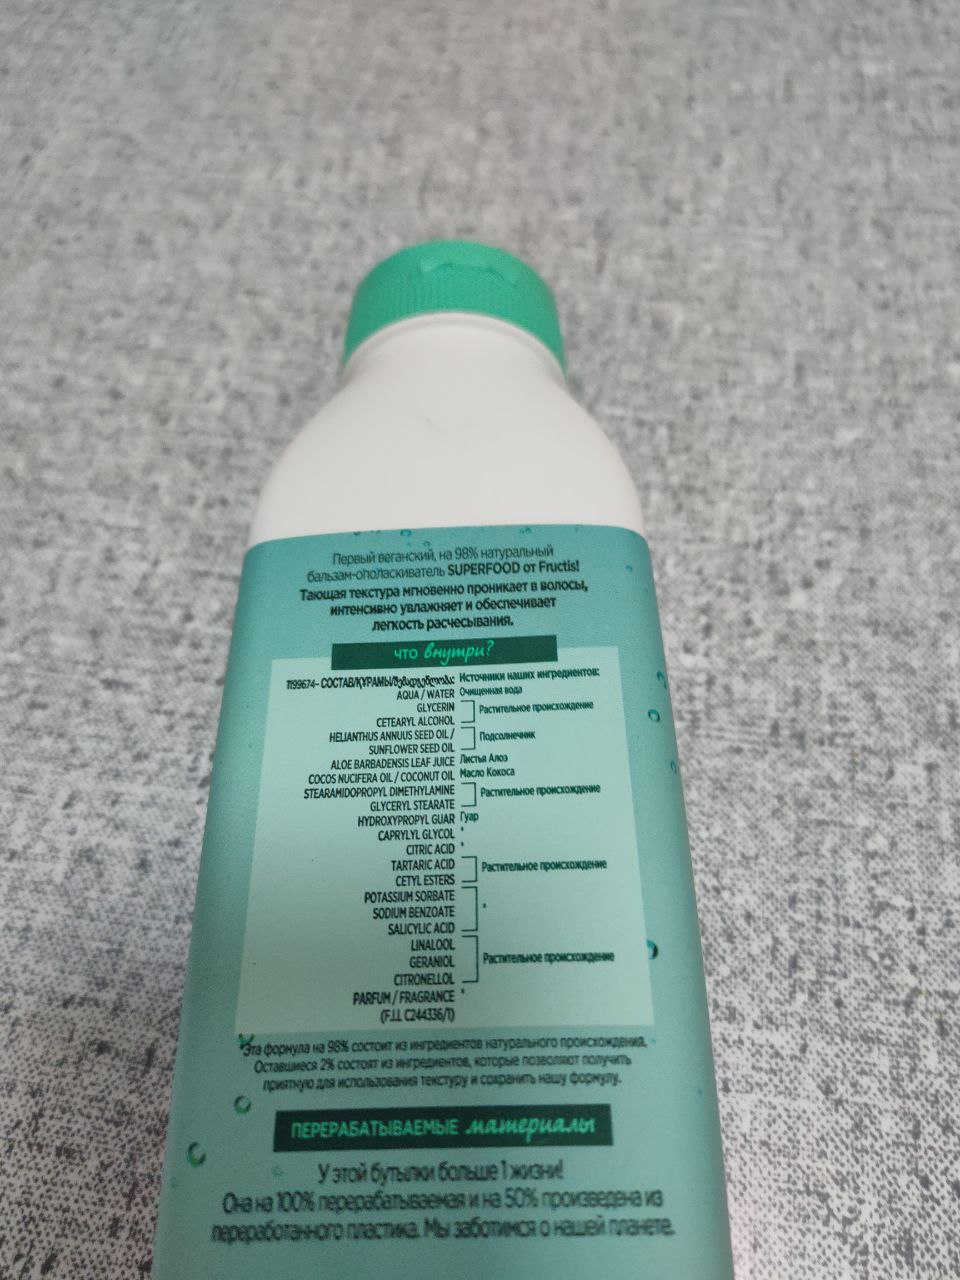 Первый веганский, на 98% натуральный
бальзам-ополаскиватель SUPERFOOD от Fructis!
Тающая текстура мгновенно проникает в волосы,
интенсивно увлажняет и обеспечивает
легкость расчесывания.
что внутри?
1199674- СОСТАВ/ҚҰРАМЫ/ Источники наших ингредиентов:
AQUA / WATER Очищенная вода
GLYCERIN
CETEARYL ALCOHOL
Растительное происхождение
HELIANTHUS ANNUUS SEED OIL /
SUNFLOWER SEED OIL
Подсолнечник
ALOE BARBADENSIS LEAF JUICE Листья Алоэ
COCOS NUCIFERA OIL / COCONUT OIL Масло Кокоса
STEARAMIDOPROPYL DIMETHYLAMINE
GLYCERYL STEARATE
Растительное происхождение
HYDROXYPROPYL GUAR Гуар
CAPRYLYL GLYCOL *
CITRIC ACID *
TARTARIC ACID
CETYL ESTERS
Растительное происхождение
POTASSIUM SORBATE
SODIUM BENZOATE
SALICYLIC ACID
*
LINALOOL
GERANIOL
CITRONELLOL
Растительное происхождение
PARFUM / FRAGRANCE *
(F.I.L. C244336/1)
*Эта формула на 98% состоит из ингредиентов натурального происхождения.
Оставшиеся 2% состоят из ингредиентов, которые позволяют получить
приятную для использования текстуру и сохранить нашу формулу.
ПЕРЕРАБАТЫВАЕМЫЕ материалы
У этой бутылки больше 1 жизни!
Она на 100% перерабатываемая и на 50% произведена из
переработанного пластика. Мы заботимся о нашей планете.